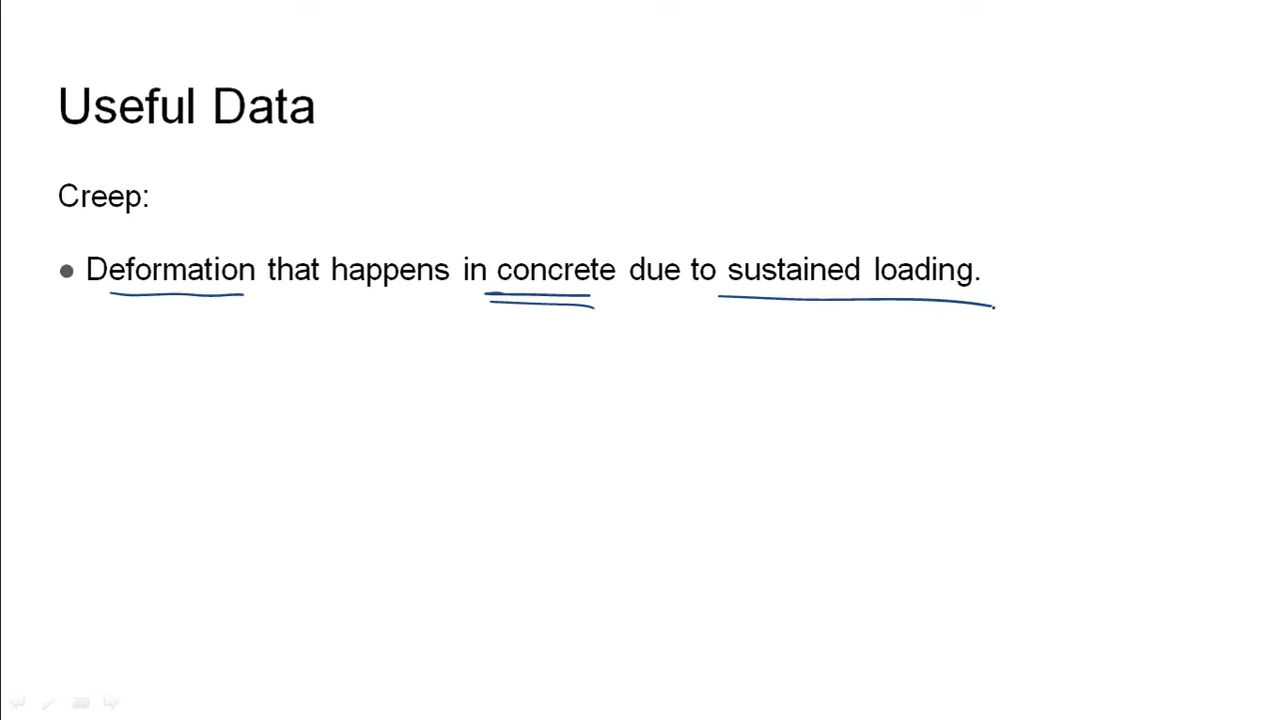 Useful Data
Creep:
● Deformation that happens in concrete due to sustained loading.